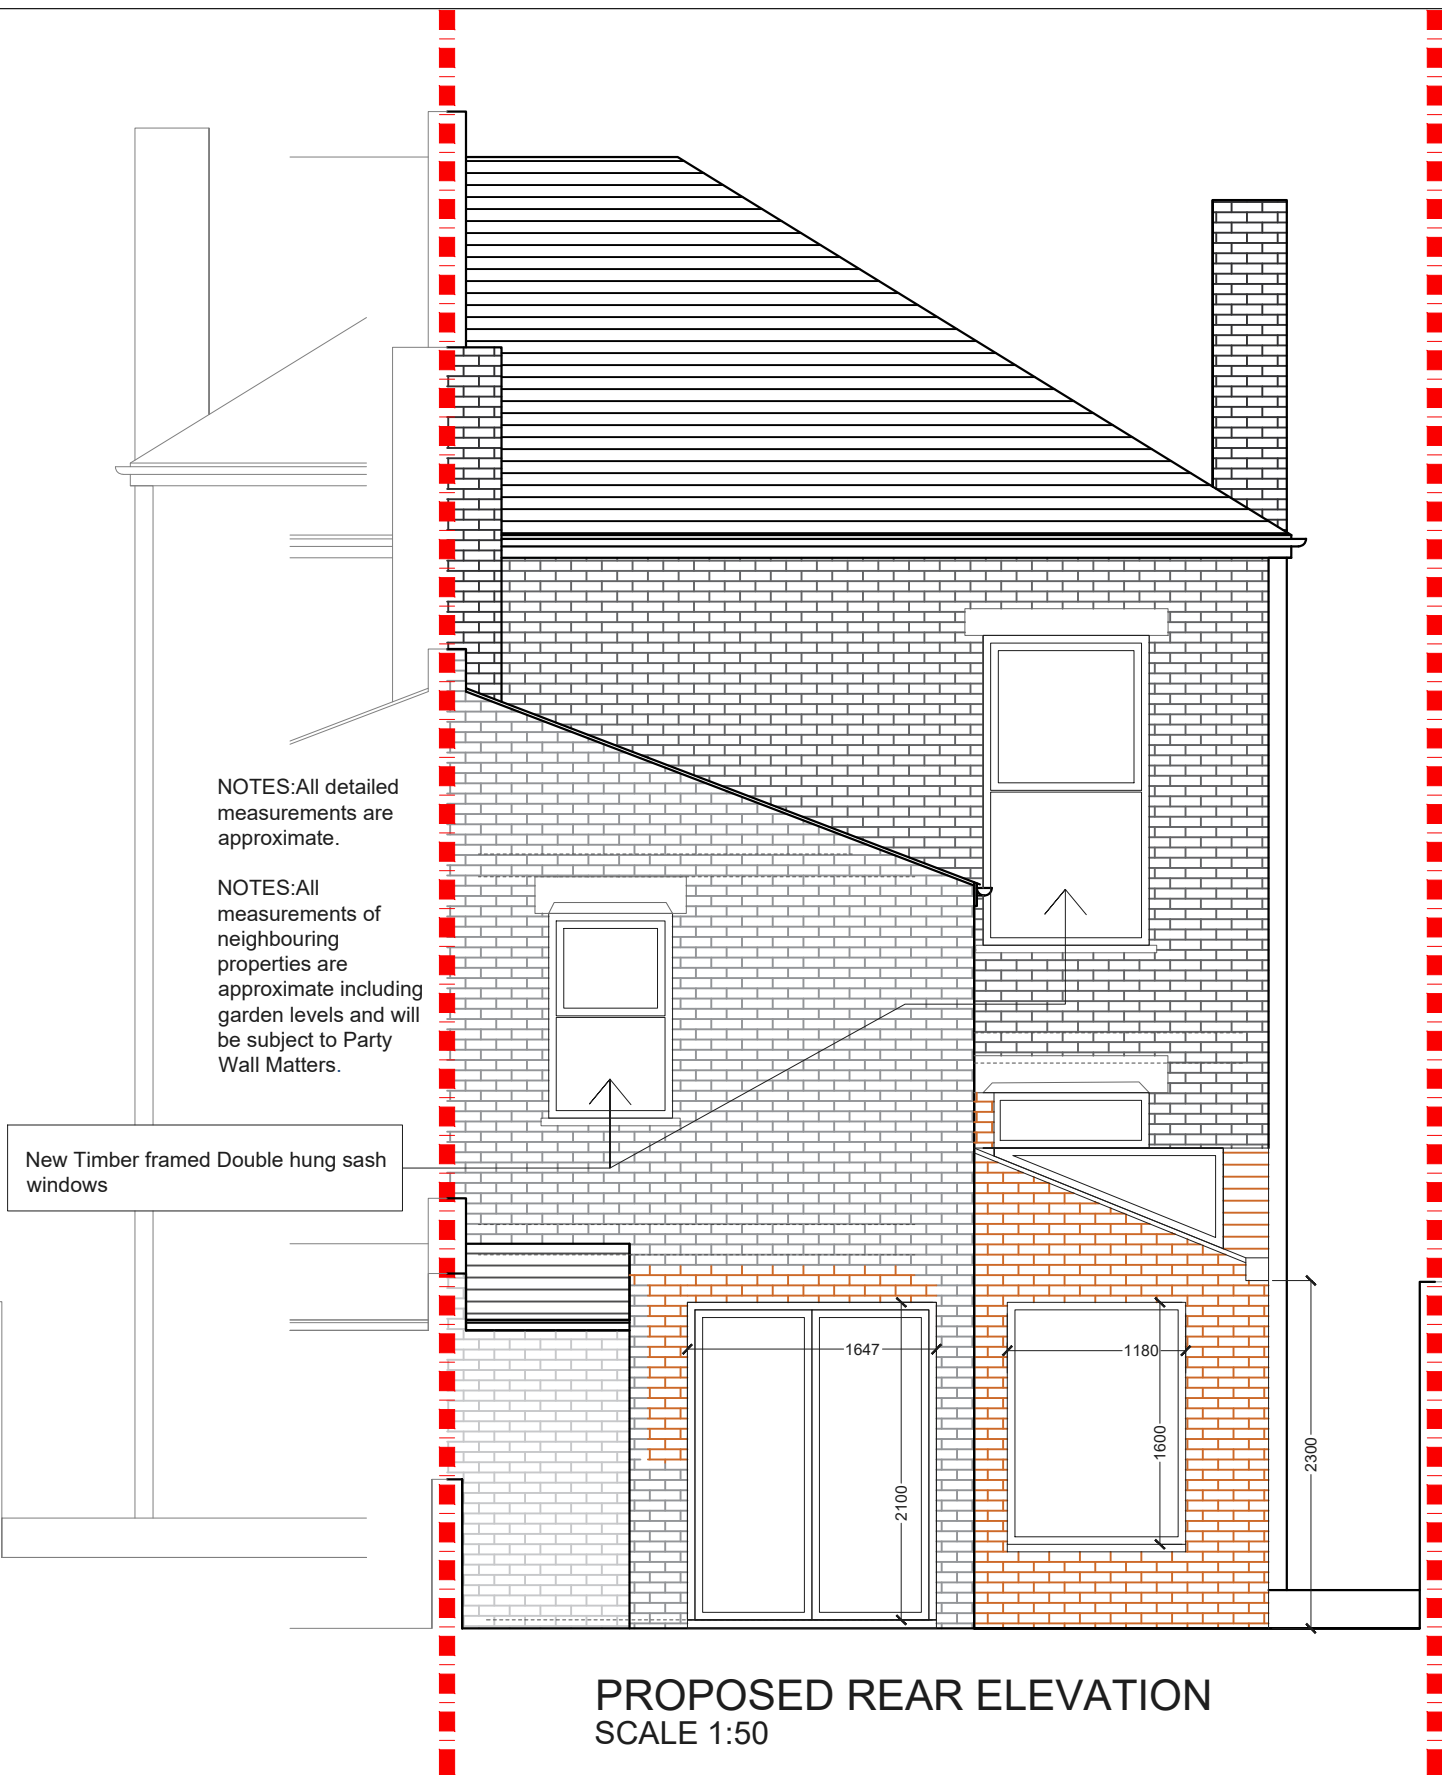 NOTES:All detailed
measurements are
approximate.
NOTES:All
measurements of
neighbouring
properties are
approximate including
garden levels and will
be subject to Party
Wall Matters.
New Timber framed Double hung sash
windows
1647
1180
1600
2100
2300
PROPOSED REAR ELEVATION
SCALE 1:50